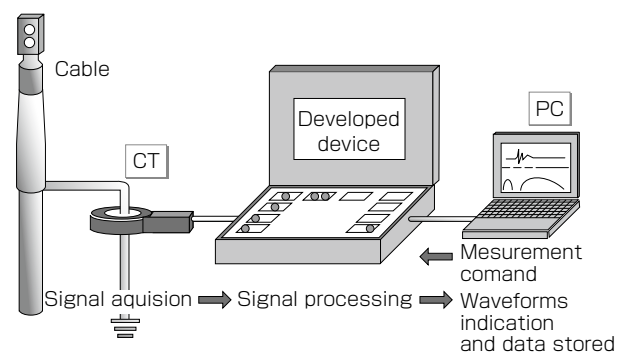 Cable
CT
Developed
device
PC
Mesurement
comand
Signal aquision
Signal processing
Waveforms
indication
and data stored